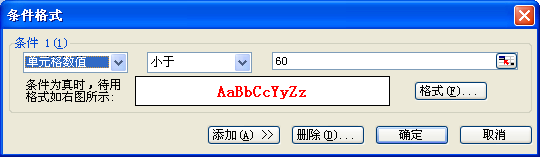 条件格式
条件 1(1)
单元格数值 小于 60
条件为真时，待用
格式如右图所示:
AaBbCcYyZz
格式(F)...
添加(A) >> 删除(D)... 确定 取消